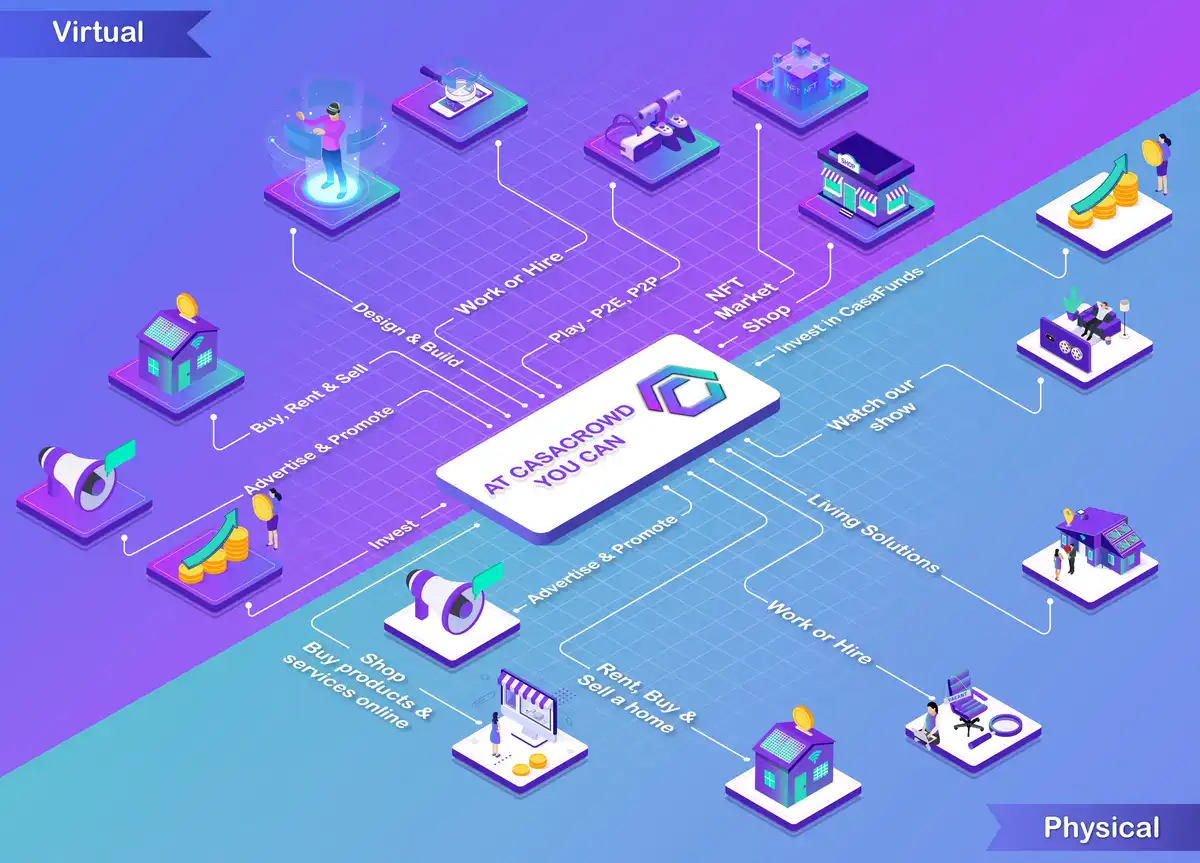 Virtual
NFT NFT
SHOP
Design & Build
Work or Hire
Play - P2E, P2P
NFT
Market
Shop
Invest in CasaFunds
Buy, Rent & Sell
Advertise & Promote
Invest
AT CASACROWD
YOU CAN
Watch our
show
Living Solutions
Advertise & Promote
Work or Hire
Shop
Buy products &
services online
Rent, Buy &
Sell a home
VACANT
Physical